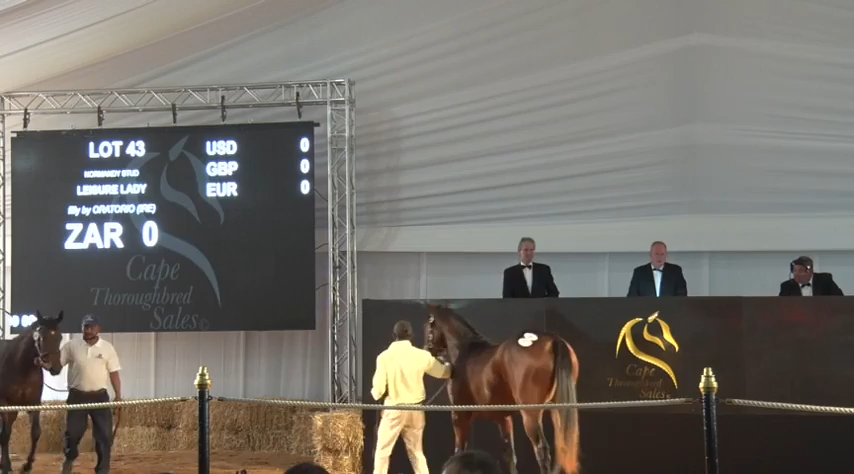 LOT 43
USD 0
NORMANDY STUD
GBP 0
LEISURE LADY
EUR 0
filly by ORATORIO (IRE)
ZAR 0
Cape
Thoroughbred
Sales
Cape
Thoroughbred
Sales